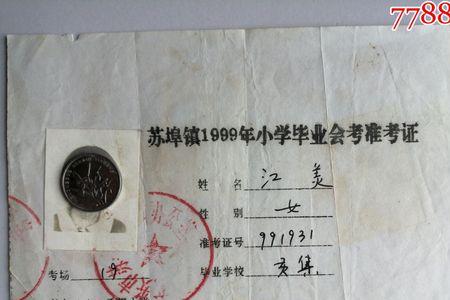 7788
苏埠镇1999年小学毕业会考准考证
姓名 江美
性别 女
准考证号 991931
毕业学校
考场 19